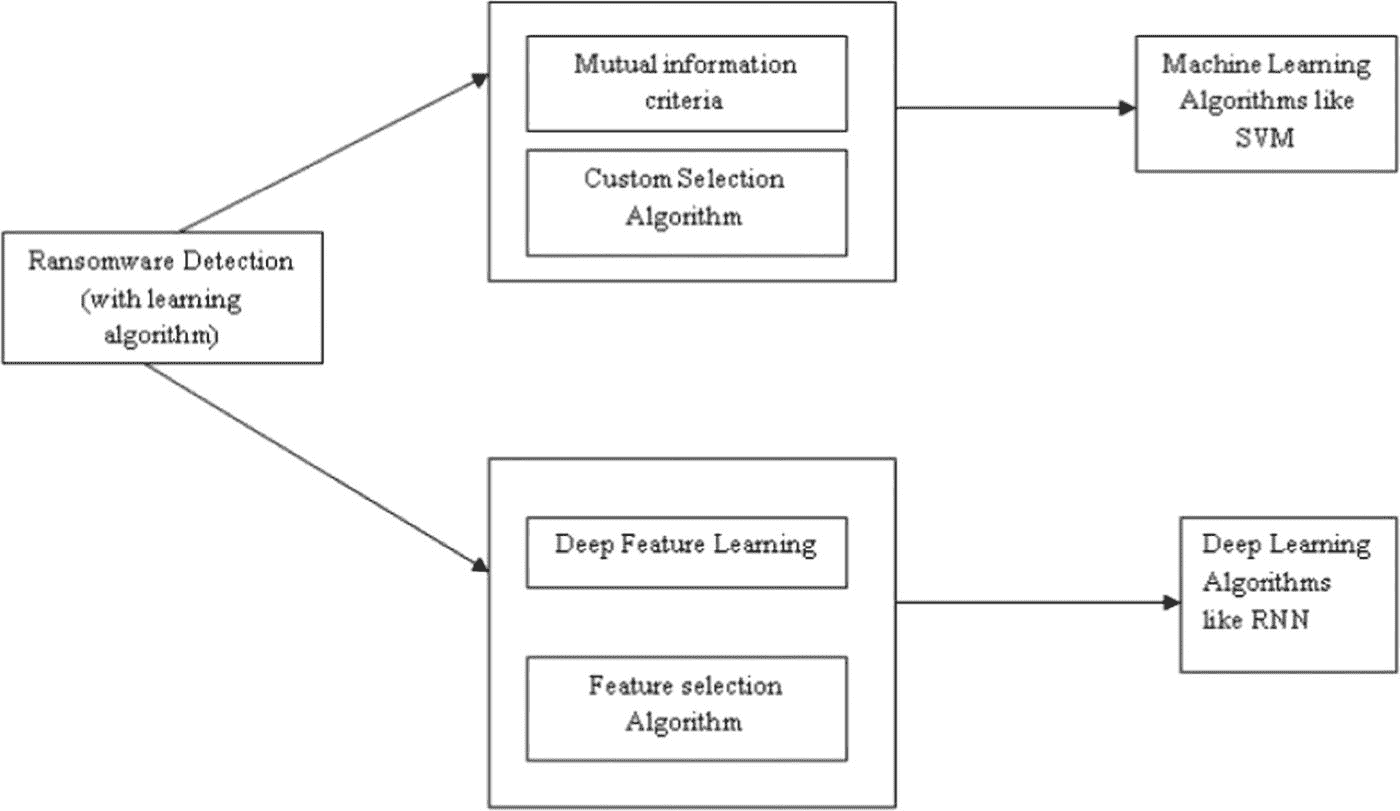 Mutual information
criteria
Custom Selection
Algorithm
Machine Learning
Algorithms like
SVM
Ransomware Detection
(with learning
algorithm)
Deep Feature Learning
Feature selection
Algorithm
Deep Learning
Algorithms
like RNN